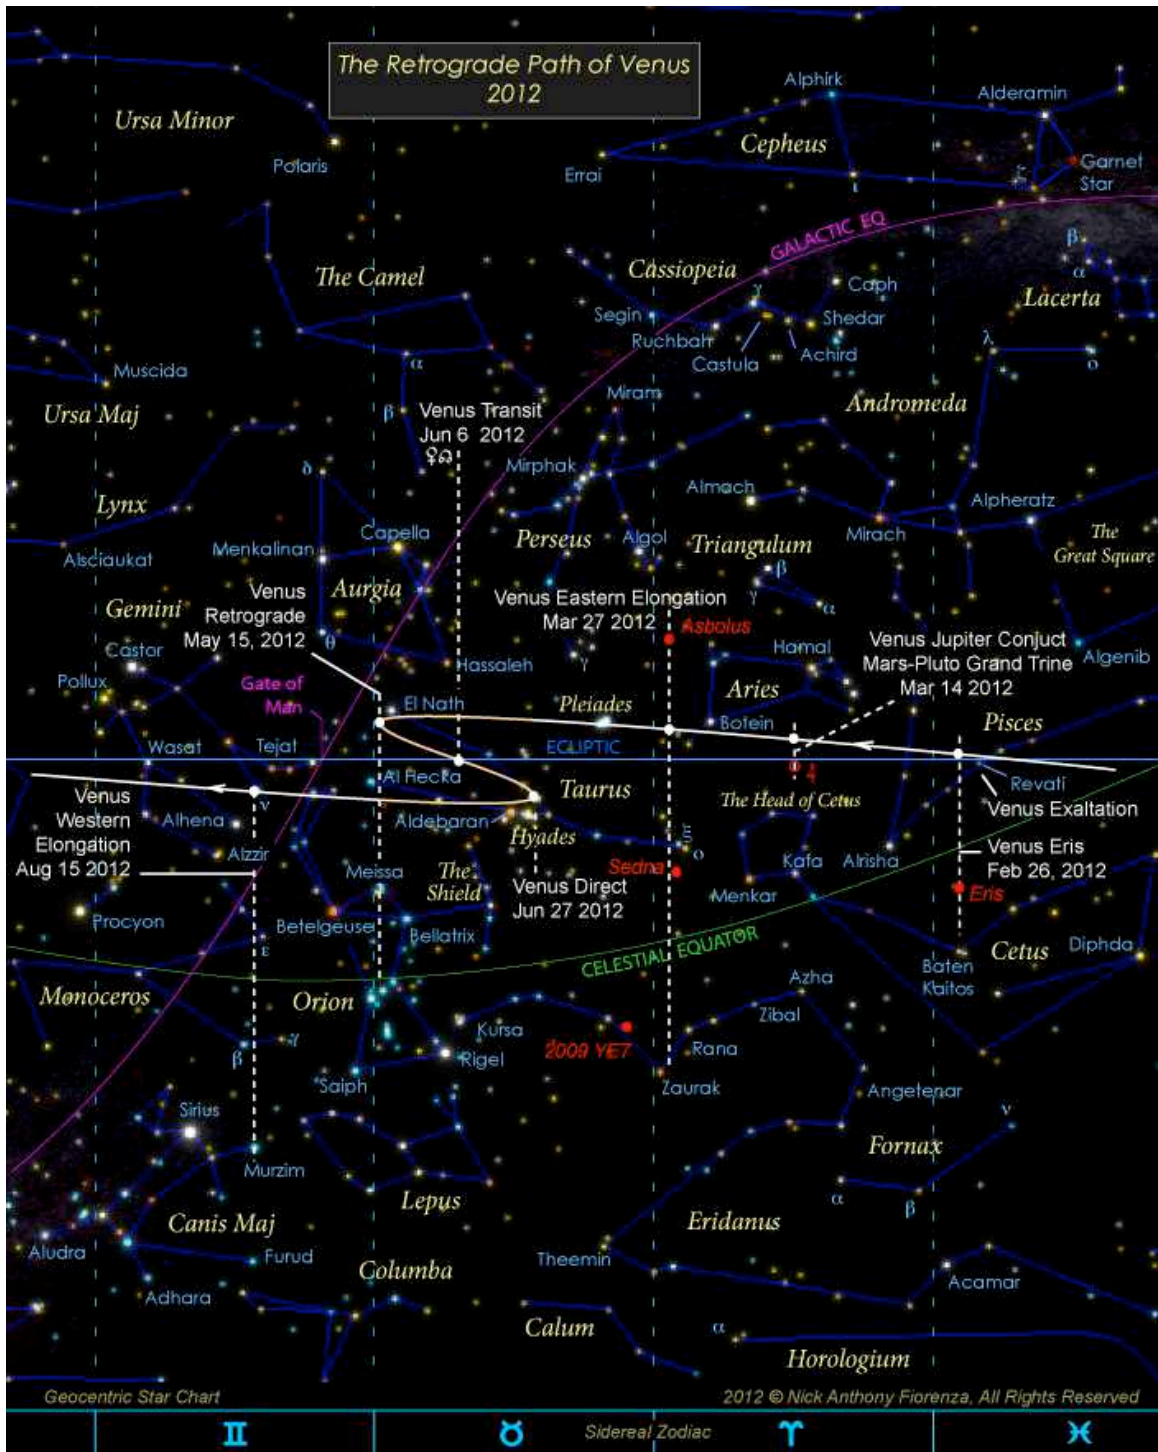 The Retrograde Path of Venus
2012
Alphirk
Alderamin
Ursa Minor
Cepheus
Polaris
Errai
ι
ξ
Garnet
Star
GALACTIC EQ
β
The Camel
Cassiopeia
α
γ
Caph
Lacerta
Segin
Shedar
Ruchbah
λ
Castula
Achird
ο
Muscida
α
Miram
Ursa Maj
β
Venus Transit
Jun 6 2012
♀☊
Andromeda
δ
Mirphak
Almach
Alpheratz
Lynx
Capella
Perseus
Algol
Triangulum
Mirach
The
Great Square
Alsciaukat
Menkalinan
β
Aurgia
Venus
Retrograde
May 15, 2012
γ
α
Gemini
Venus Eastern Elongation
Mar 27 2012
Asbolus
Venus Jupiter Conjuct
Mars-Pluto Grand Trine
Mar 14 2012
θ
Castor
Hassaleh
γ
Hamal
Algenib
Pollux
Gate of
Man
Aries
El Nath
Pleiades
Botein
Pisces
Wasat
Tejat
ECLIPTIC
Al Hecka
Taurus
♃
Revati
Venus
Western
Elongation
Aug 15 2012
ν
The Head of Cetus
Venus Exaltation
Alhena
Aldebaran
Hyades
ξ
ο
Venus Eris
Feb 26, 2012
Alzzir
Meissa
The
Shield
Sedna
Kafa
Alrisha
Venus Direct
Jun 27 2012
Menkar
Eris
Procyon
Betelgeuse
Bellatrix
ε
CELESTIAL EQUATOR
Cetus
Diphda
Baten
Kaitos
Monoceros
Orion
Azha
Zibal
γ
Kursa
β
Rigel
2009 YE7
Rana
Saiph
Zaurak
Angetenar
Sirius
ν
Murzim
Fornax
Lepus
α
β
Canis Maj
Eridanus
Aludra
Furud
Theemin
Columba
Acamar
Adhara
Calum
α
Horologium
Geocentric Star Chart
2012 © Nick Anthony Fiorenza, All Rights Reserved
♊ ♉ Sidereal Zodiac ♈ ♓